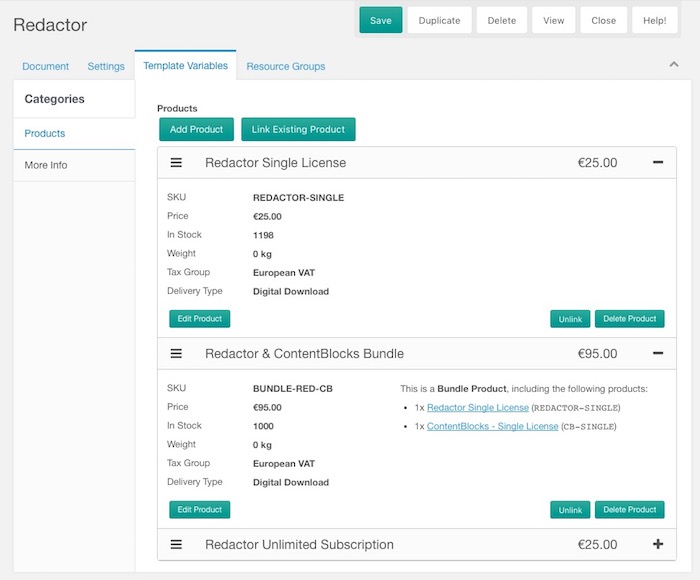 Redactor
Save Duplicate Delete View Close Help!
Document Settings Template Variables Resource Groups
Categories
Products
More Info
Products
Add Product Link Existing Product
Redactor Single License €25.00
SKU REDACTOR-SINGLE
Price €25.00
In Stock 1198
Weight 0 kg
Tax Group European VAT
Delivery Type Digital Download
Edit Product Unlink Delete Product
Redactor & ContentBlocks Bundle €95.00
SKU BUNDLE-RED-CB This is a Bundle Product, including the following products:
Price €95.00 • 1x Redactor Single License (REDACTOR-SINGLE)
In Stock 1000 • 1x ContentBlocks - Single License (CB-SINGLE)
Weight 0 kg
Tax Group European VAT
Delivery Type Digital Download
Edit Product Unlink Delete Product
Redactor Unlimited Subscription €25.00